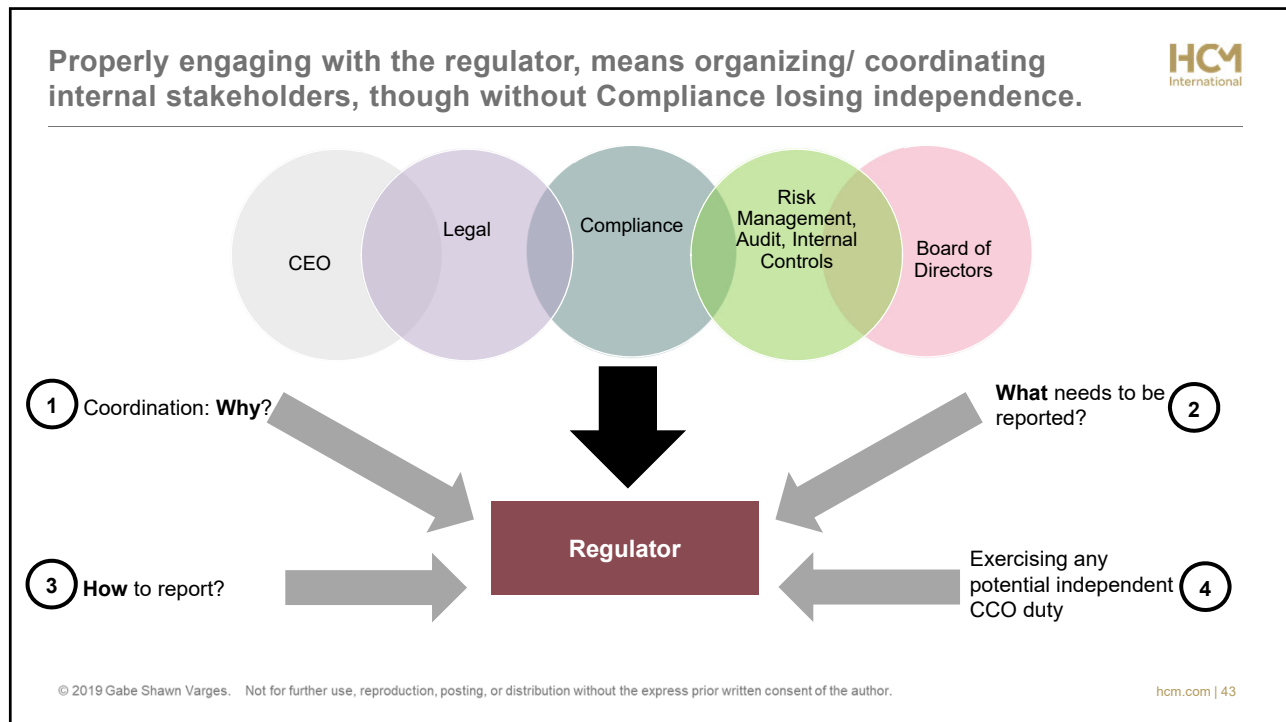 Properly engaging with the regulator, means organizing/ coordinating
internal stakeholders, though without Compliance losing independence.
HCM
International
CEO
Legal
Compliance
Risk
Management,
Audit, Internal
Controls
Board of
Directors
1
Coordination: Why?
What needs to be
reported?
2
Regulator
3
How to report?
Exercising any
potential independent
CCO duty
4
© 2019 Gabe Shawn Varges. Not for further use, reproduction, posting, or distribution without the express prior written consent of the author.
hcm.com | 43